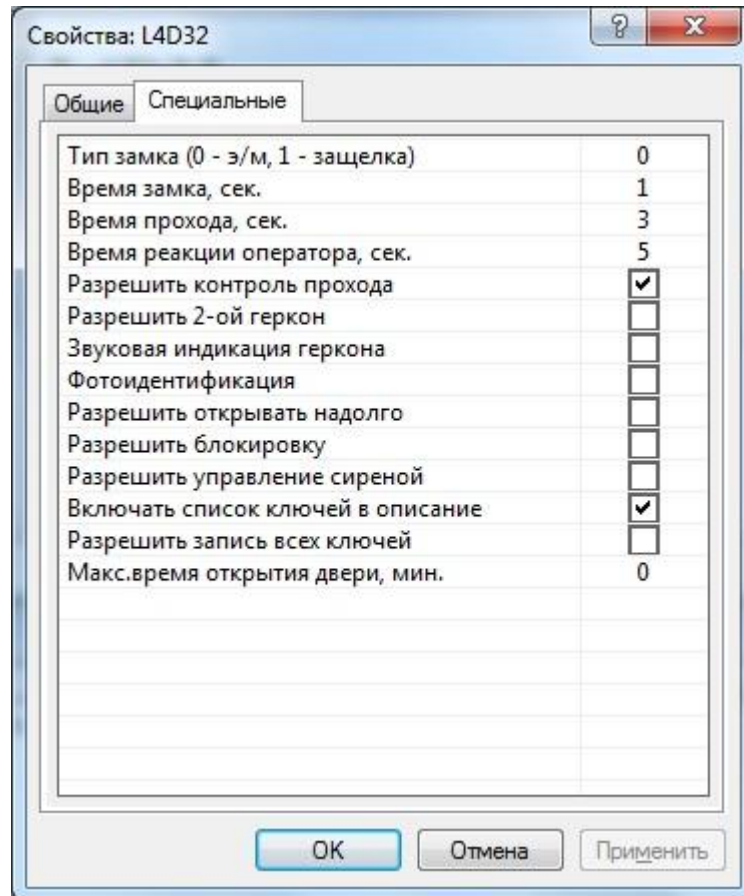 Свойства: L4D32
Общие Специальные
Тип замка (0 - э/м, 1 - защелка) 0
Время замка, сек. 1
Время прохода, сек. 3
Время реакции оператора, сек. 5
Разрешить контроль прохода
Разрешить 2-ой геркон
Звуковая индикация геркона
Фотоидентификация
Разрешить открывать надолго
Разрешить блокировку
Разрешить управление сиреной
Включать список ключей в описание
Разрешить запись всех ключей
Макс.время открытия двери, мин. 0
OK Отмена Применить